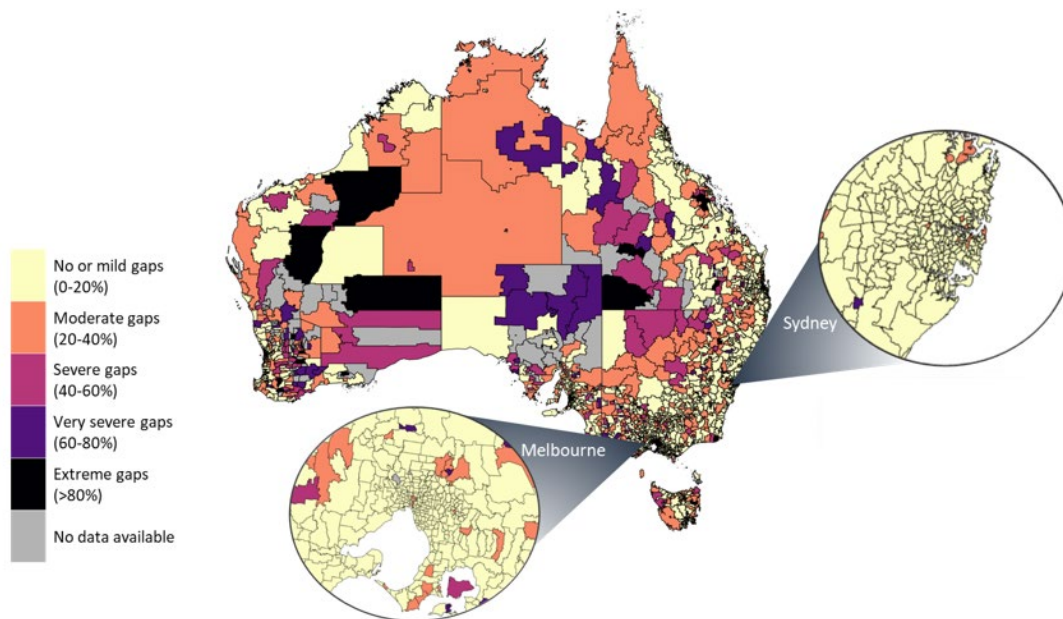 No or mild gaps
(0-20%)
Moderate gaps
(20-40%)
Severe gaps
(40-60%)
Very severe gaps
(60-80%)
Extreme gaps
(>80%)
No data available
Sydney
Melbourne